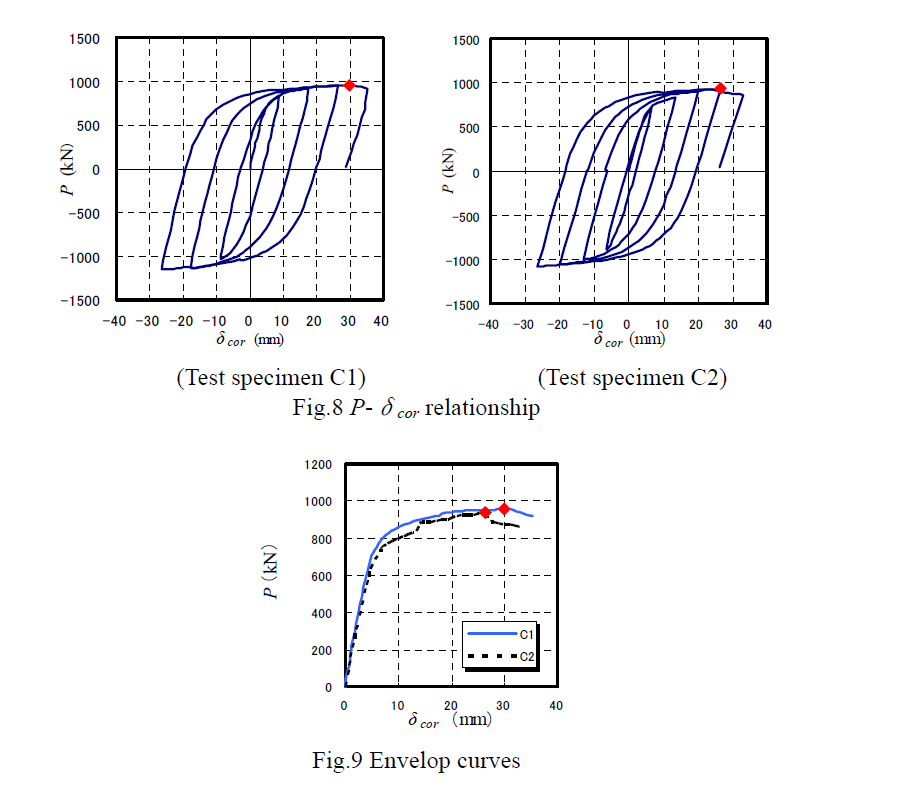 1500
1000
500
0
−500
−1000
−1500
P (kN)
−40 −30 −20 −10 0 10 20 30 40
δcor (mm)
1500
1000
500
0
−500
−1000
−1500
P (kN)
−40 −30 −20 −10 0 10 20 30 40
δcor (mm)
(Test specimen C1)
(Test specimen C2)
Fig.8 P- δcor relationship
1200
1000
800
600
400
200
0
P (kN)
C1
C2
0 10 20 30 40
δcor (mm)
Fig.9 Envelop curves